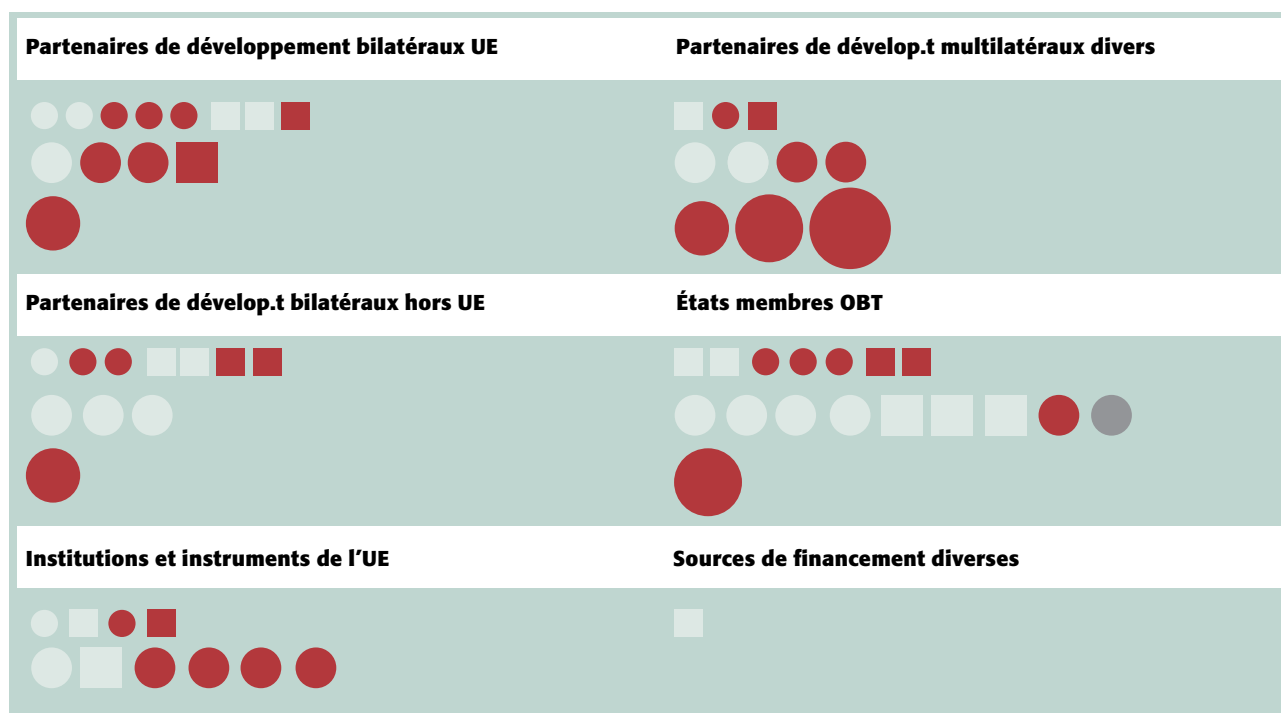 Partenaires de développement bilatéraux UE
Partenaires de dévelop.t multilatéraux divers
Partenaires de dévelop.t bilatéraux hors UE
États membres OBT
Institutions et instruments de l’UE
Sources de financement diverses